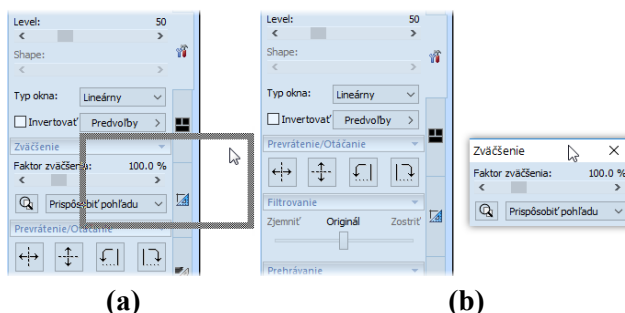 Level: 50
Shape:
Typ okna: Lineárny
Invertovať Predvoľby >
Zväčšenie
Faktor zväčšenia: 100.0 %
Prispôsobiť pohľadu
Prevrátenie/Otáčanie
(a)
Level: 50
Shape:
Typ okna: Lineárny
Invertovať Predvoľby >
Prevrátenie/Otáčanie
Filtrovanie
Zjemniť Originál Zostriť
Prehrávanie
Zväčšenie
Faktor zväčšenia: 100.0 %
Prispôsobiť pohľadu
(b)